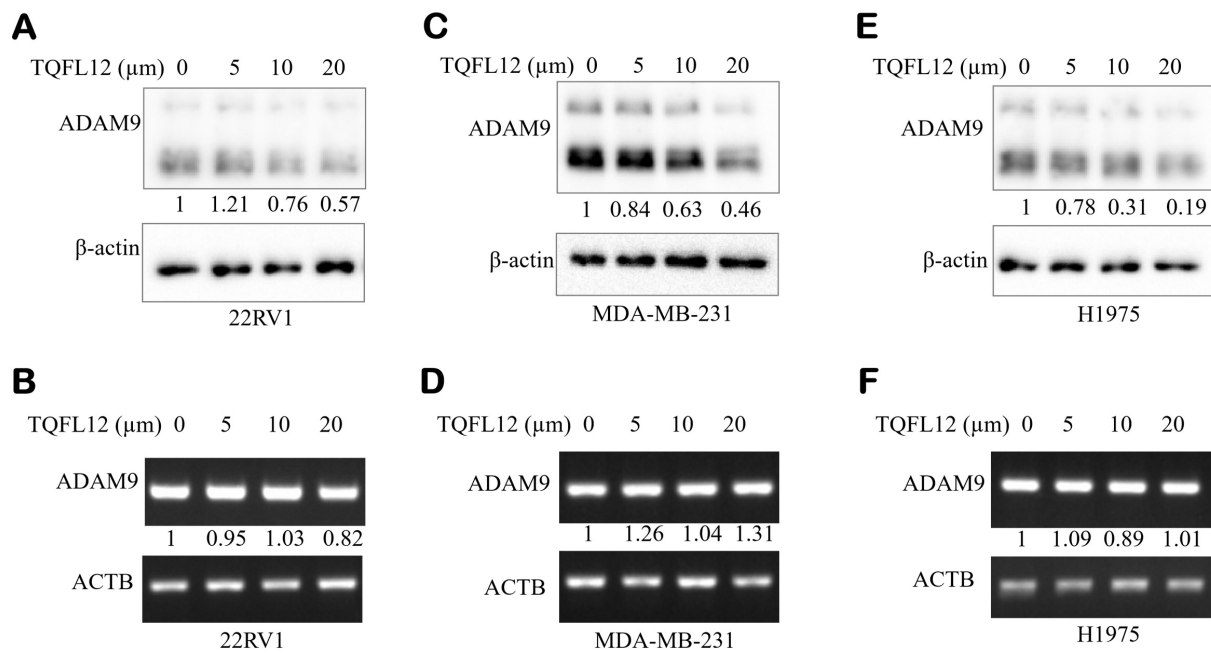 A
TQFL12 (µm) 0 5 10 20
ADAM9
1 1.21 0.76 0.57
β-actin
22RV1
C
TQFL12 (µm) 0 5 10 20
ADAM9
1 0.84 0.63 0.46
β-actin
MDA-MB-231
E
TQFL12 (µm) 0 5 10 20
ADAM9
1 0.78 0.31 0.19
β-actin
H1975
B
TQFL12 (µm) 0 5 10 20
ADAM9
1 0.95 1.03 0.82
ACTB
22RV1
D
TQFL12 (µm) 0 5 10 20
ADAM9
1 1.26 1.04 1.31
ACTB
MDA-MB-231
F
TQFL12 (µm) 0 5 10 20
ADAM9
1 1.09 0.89 1.01
ACTB
H1975